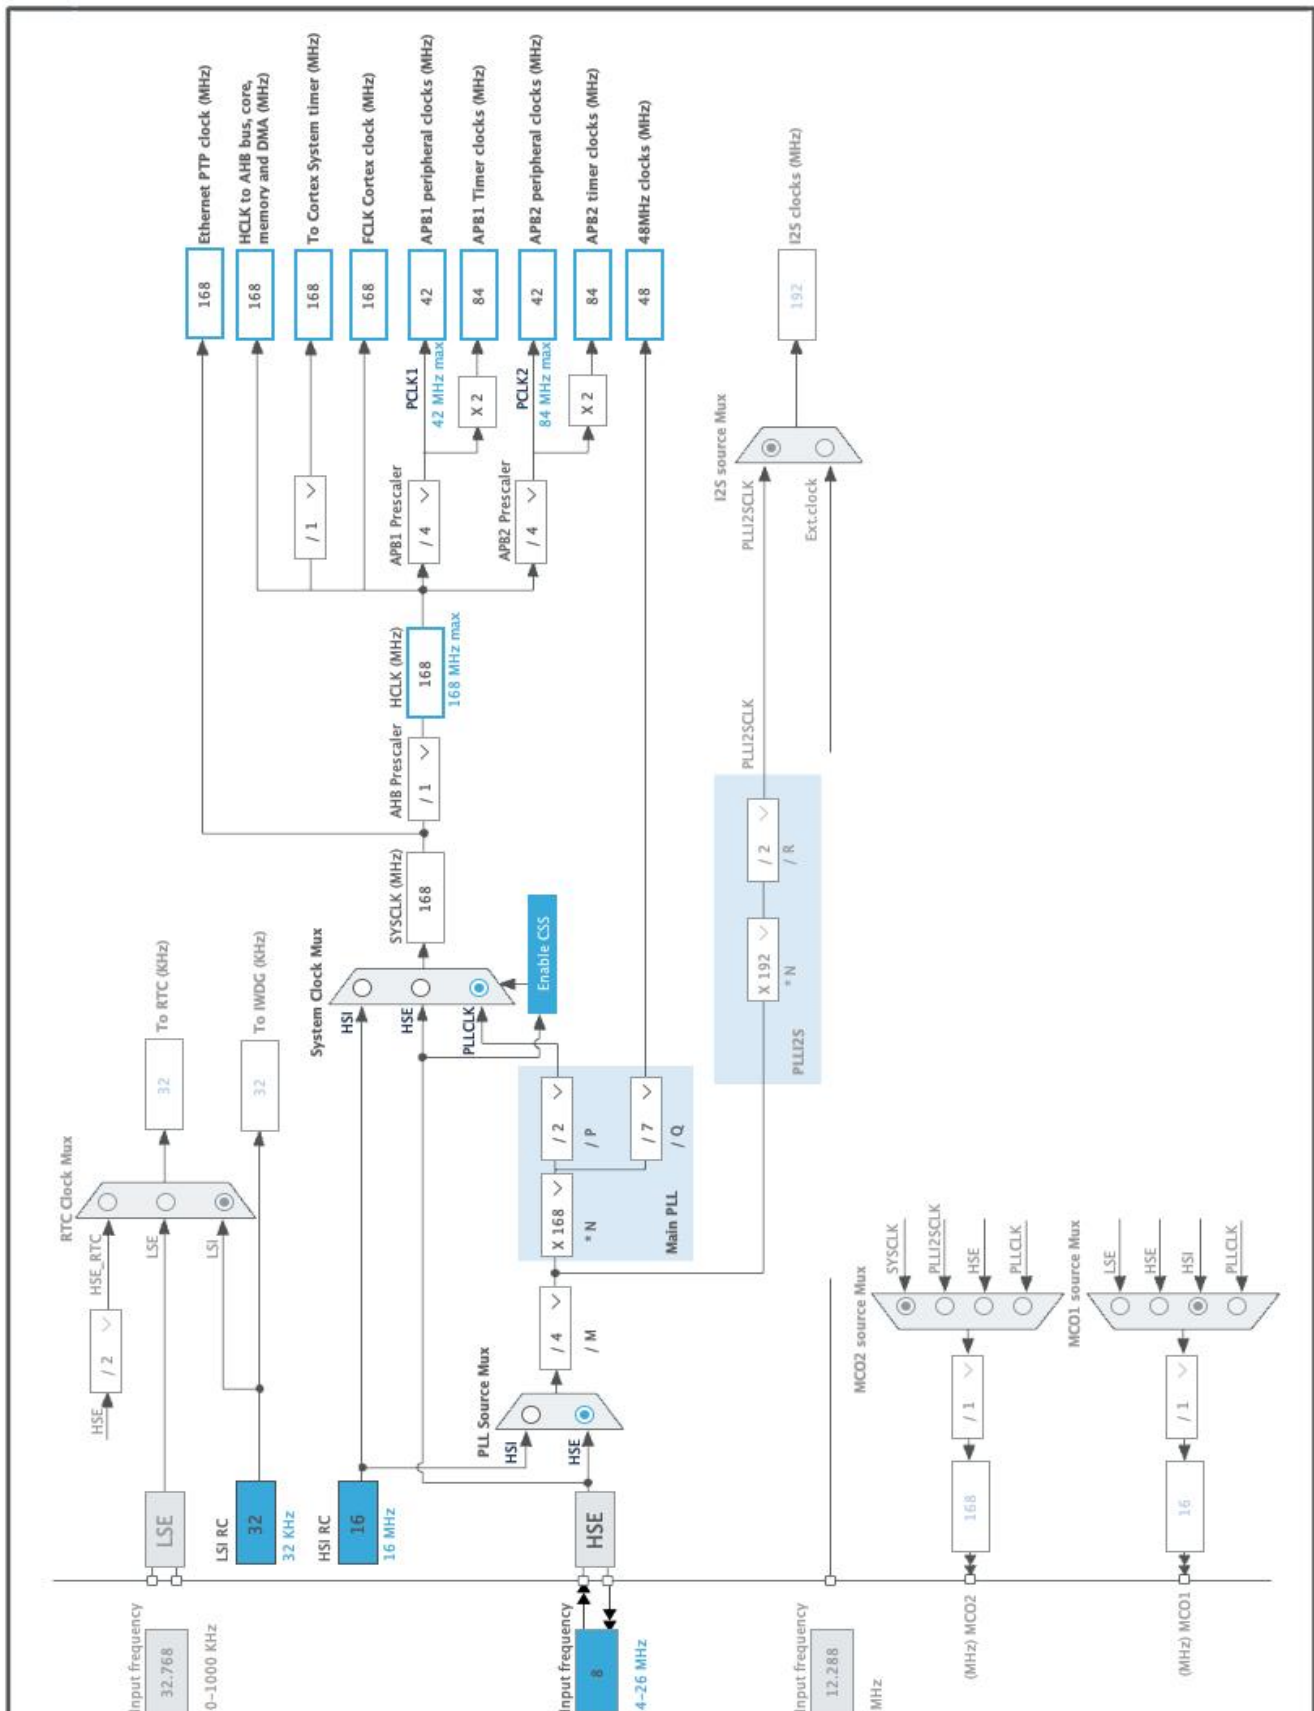 Input frequency
32.768
0-1000 KHz
LSE
HSE
/ 2
HSE_RTC
LSE
LSI
RTC Clock Mux
32
To RTC (KHz)
LSI RC
32
32 KHz
32
To IWDG (KHz)
HSI RC
16
16 MHz
Input frequency
8
4-26 MHz
HSE
PLL Source Mux
HSI
HSE
/ 4
/ M
X 168
* N
/ 2
/ P
/ 7
/ Q
Main PLL
System Clock Mux
HSI
HSE
PLLCLK
Enable CSS
SYSCLK (MHz)
168
AHB Prescaler
/ 1
HCLK (MHz)
168
168 MHz max
168
Ethernet PTP clock (MHz)
168
HCLK to AHB bus, core,
memory and DMA (MHz)
/ 1
168
To Cortex System timer (MHz)
168
FCLK Cortex clock (MHz)
APB1 Prescaler
/ 4
PCLK1
42 MHz max
42
APB1 peripheral clocks (MHz)
X 2
84
APB1 Timer clocks (MHz)
APB2 Prescaler
/ 4
PCLK2
84 MHz max
42
APB2 peripheral clocks (MHz)
X 2
84
APB2 timer clocks (MHz)
48
48MHz clocks (MHz)
X 192
* N
/ 2
/ R
PLLI2S
PLLI2SCLK
I2S source Mux
PLLI2SCLK
Ext.clock
192
I2S clocks (MHz)
Input frequency
12.288
MHz
MCO2 source Mux
SYSCLK
PLLI2SCLK
HSE
PLLCLK
/ 1
168
(MHz) MCO2
MCO1 source Mux
LSE
HSE
HSI
PLLCLK
/ 1
16
(MHz) MCO1